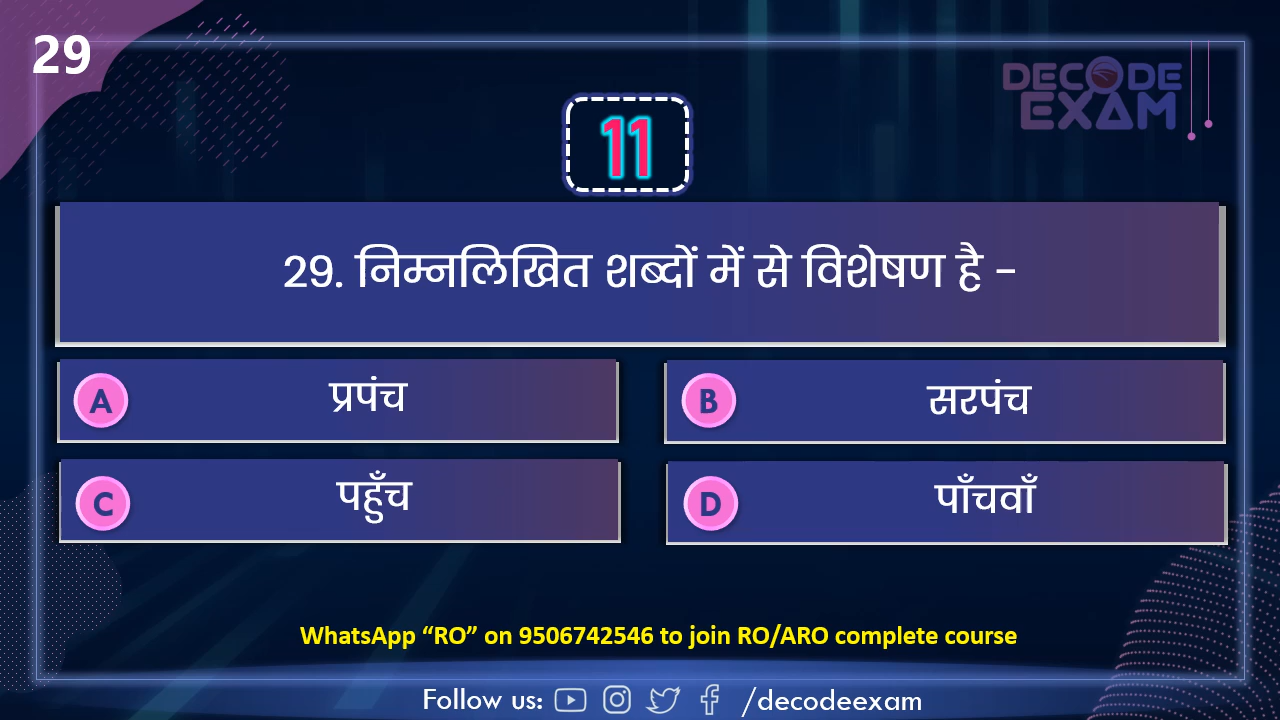 29
DECODE
EXAM
11
29. निम्नलिखित शब्दों में से विशेषण है -
A प्रपंच
B सरपंच
C पहुँच
D पाँचवाँ
WhatsApp “RO” on 9506742546 to join RO/ARO complete course
Follow us: /decodeexam